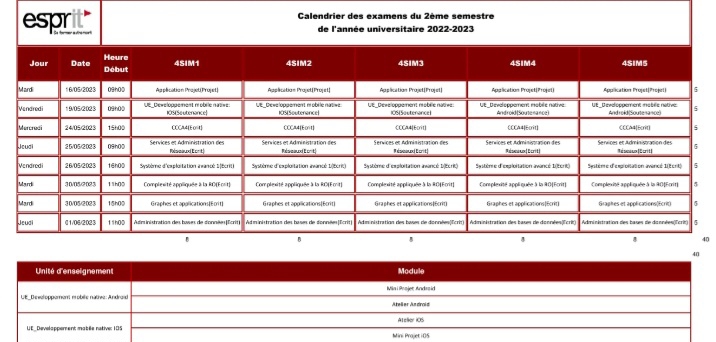 esprit
Se former autrement
Calendrier des examens du 2ème semestre
de l'année universitaire 2022-2023
Jour Date Heure Début 4SIM1 4SIM2 4SIM3 4SIM4 4SIM5
Mardi 16/05/2023 09h00 Application Projet(Projet) Application Projet(Projet) Application Projet(Projet) Application Projet(Projet) Application Projet(Projet) 5
Vendredi 19/05/2023 09h00 UE_Developpement mobile native: IOS(Soutenance) UE_Developpement mobile native: IOS(Soutenance) UE_Developpement mobile native: IOS(Soutenance) UE_Developpement mobile native: Android(Soutenance) UE_Developpement mobile native: Android(Soutenance) 5
Mercredi 24/05/2023 15h00 CCCA4(Ecrit) CCCA4(Ecrit) CCCA4(Ecrit) CCCA4(Ecrit) CCCA4(Ecrit) 5
Jeudi 25/05/2023 09h00 Services et Administration des Réseaux(Ecrit) Services et Administration des Réseaux(Ecrit) Services et Administration des Réseaux(Ecrit) Services et Administration des Réseaux(Ecrit) Services et Administration des Réseaux(Ecrit) 5
Vendredi 26/05/2023 16h00 Système d'exploitation avancé 1(Ecrit) Système d'exploitation avancé 1(Ecrit) Système d'exploitation avancé 1(Ecrit) Système d'exploitation avancé 1(Ecrit) Système d'exploitation avancé 1(Ecrit) 5
Mardi 30/05/2023 11h00 Complexité appliquée à la RO(Ecrit) Complexité appliquée à la RO(Ecrit) Complexité appliquée à la RO(Ecrit) Complexité appliquée à la RO(Ecrit) Complexité appliquée à la RO(Ecrit) 5
Mardi 30/05/2023 15h00 Graphes et applications(Ecrit) Graphes et applications(Ecrit) Graphes et applications(Ecrit) Graphes et applications(Ecrit) Graphes et applications(Ecrit) 5
Jeudi 01/06/2023 11h00 Administration des bases de données(Ecrit) Administration des bases de données(Ecrit) Administration des bases de données(Ecrit) Administration des bases de données(Ecrit) Administration des bases de données(Ecrit) 5
8 8 8 8 8 40
40
Unité d'enseignement Module
UE_Developpement mobile native: Android
Mini Projet Android
Atelier Android
UE_Developpement mobile native: IOS
Atelier iOS
Mini Projet iOS